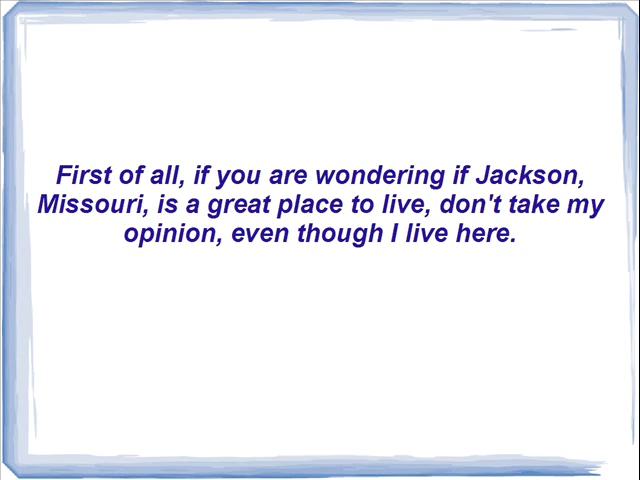 First of all, if you are wondering if Jackson,
Missouri, is a great place to live, don't take my
opinion, even though I live here.